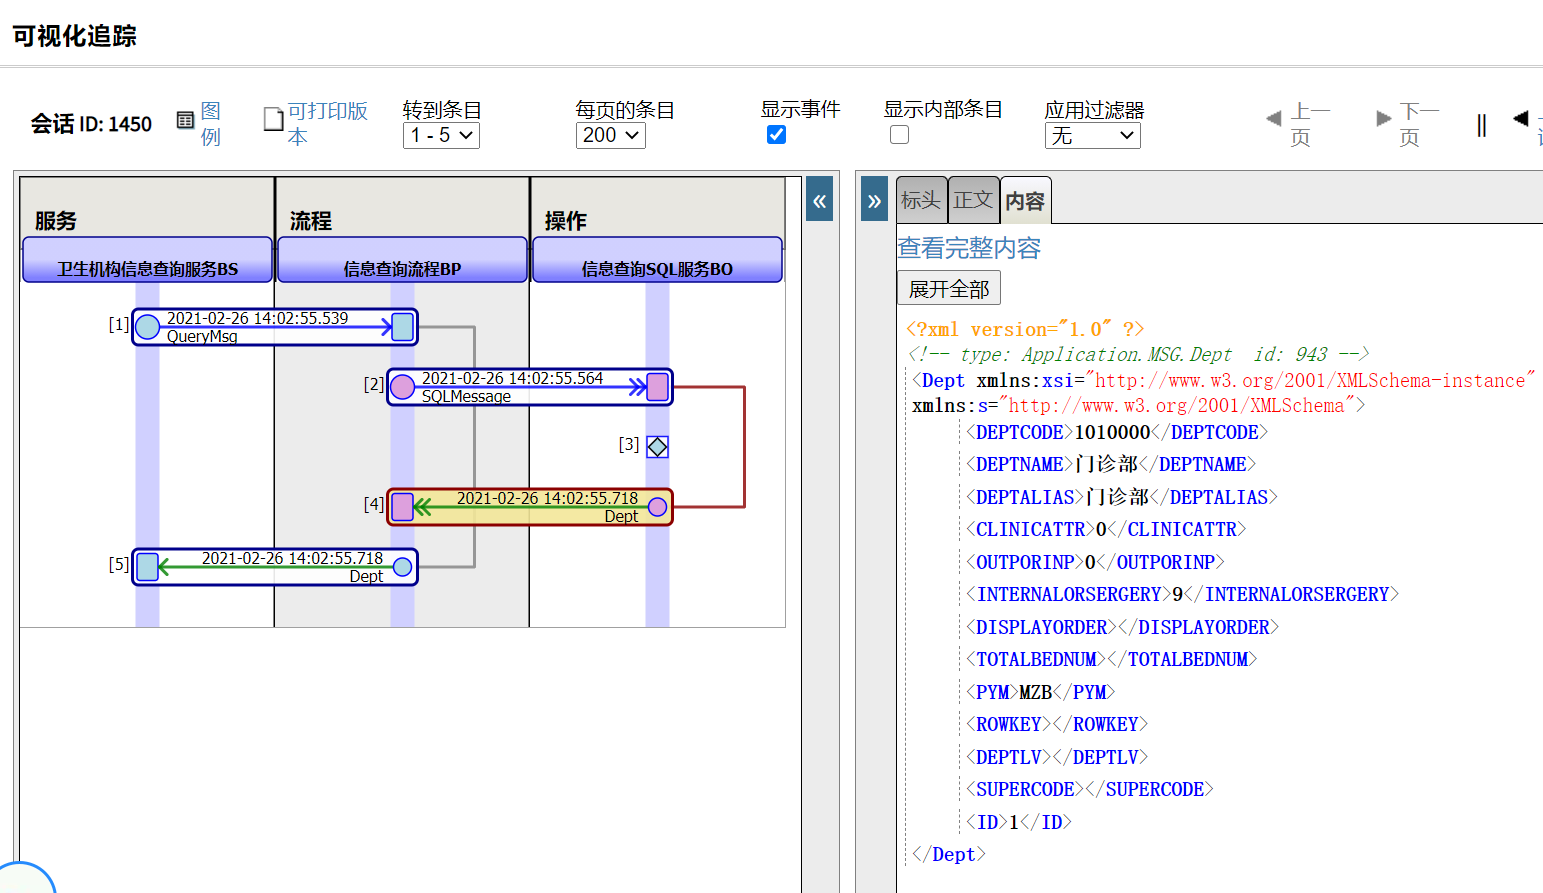 可视化追踪
会话 ID: 1450
图例
可打印版本
转到条目
1 - 5
每页的条目
200
显示事件
显示内部条目
应用过滤器
无
上一页
下一页
服务
流程
操作
卫生机构信息查询服务BS
信息查询流程BP
信息查询SQL服务BO
[1]
2021-02-26 14:02:55.539
QueryMsg
[2]
2021-02-26 14:02:55.564
SQLMessage
[3]
[4]
2021-02-26 14:02:55.718
Dept
[5]
2021-02-26 14:02:55.718
Dept
«
»
标头 正文 内容
查看完整内容
展开全部
<?xml version="1.0" ?>
<!-- type: Application.MSG.Dept  id: 943 -->
<Dept xmlns:xsi="http://www.w3.org/2001/XMLSchema-instance"
xmlns:s="http://www.w3.org/2001/XMLSchema">
<DEPTCODE>1010000</DEPTCODE>
<DEPTNAME>门诊部</DEPTNAME>
<DEPTALIAS>门诊部</DEPTALIAS>
<CLINICATTR>0</CLINICATTR>
<OUTPORINP>0</OUTPORINP>
<INTERNALORSERGERY>9</INTERNALORSERGERY>
<DISPLAYORDER></DISPLAYORDER>
<TOTALBEDNUM></TOTALBEDNUM>
<PYM>MZB</PYM>
<ROWKEY></ROWKEY>
<DEPTLV></DEPTLV>
<SUPERCODE></SUPERCODE>
<ID>1</ID>
</Dept>